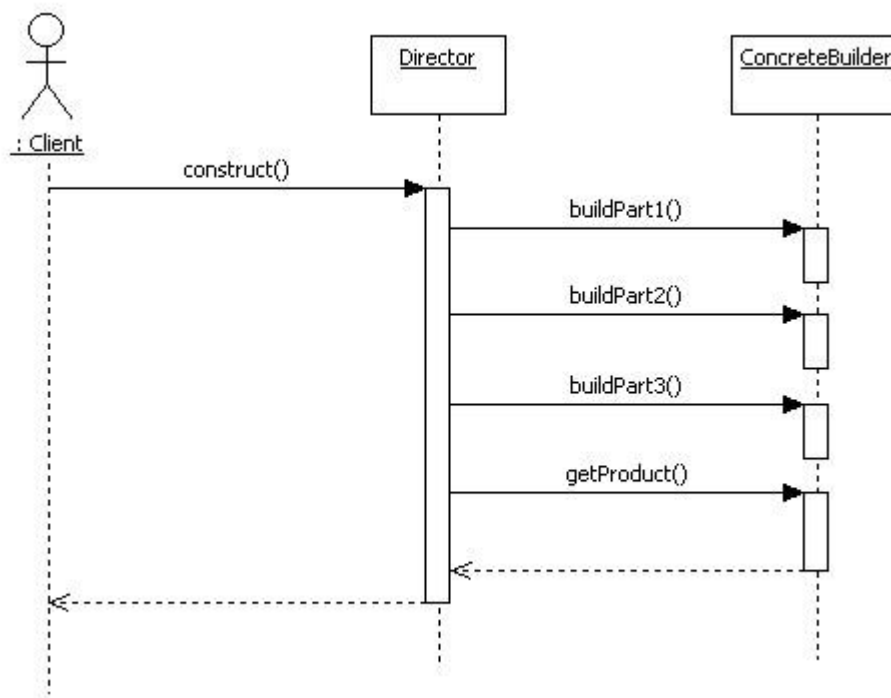 Director
ConcreteBuilder
: Client
construct()
buildPart1()
buildPart2()
buildPart3()
getProduct()